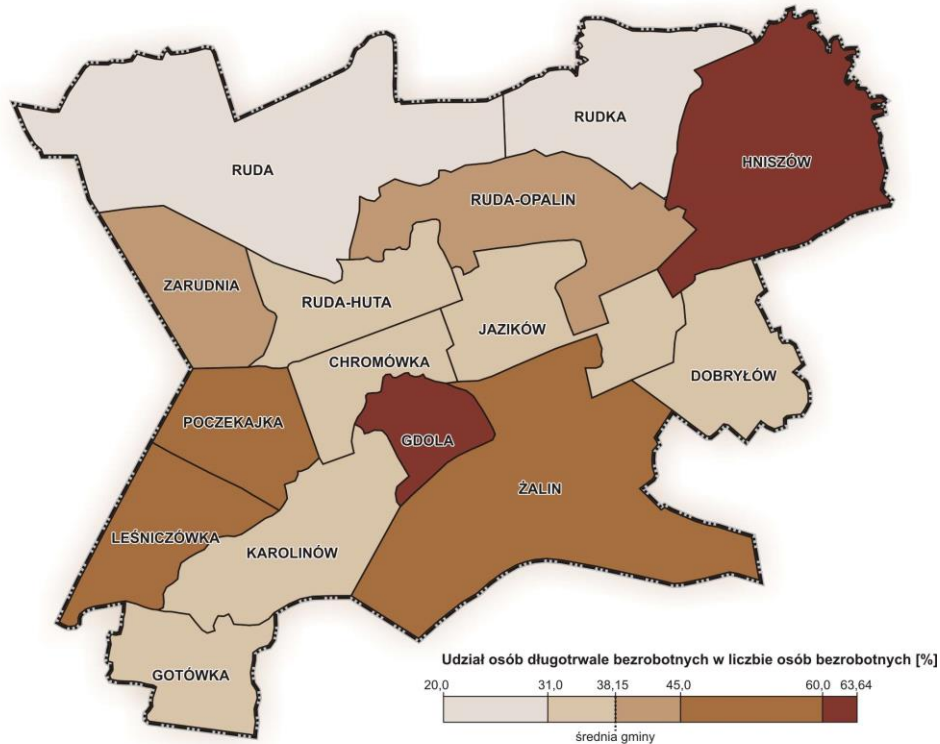 RUDKA
HNISZÓW
RUDA
RUDA-OPALIN
ZARUDNIA
RUDA-HUTA
JAZIKÓW
CHROMÓWKA
DOBRYŁÓW
POCZEKAJKA
GDOLA
ŻALIN
LEŚNICZÓWKA
KAROLINÓW
GOTÓWKA
Udział osób długotrwale bezrobotnych w liczbie osób bezrobotnych [%]
20,0 31,0 38,15 45,0 60,0 63,64
średnia gminy